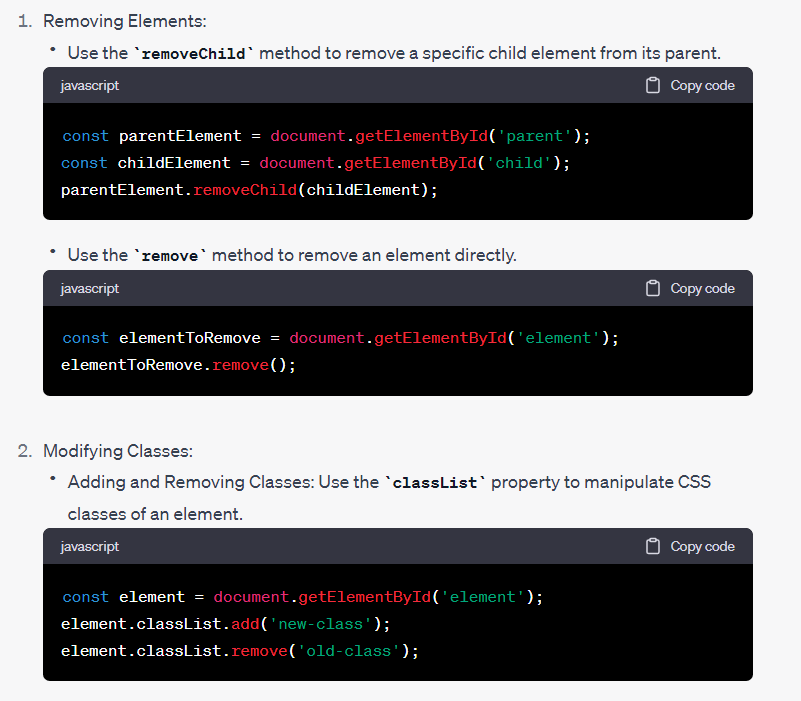 1. Removing Elements:
• Use the `removeChild` method to remove a specific child element from its parent.
javascript Copy code
const parentElement = document.getElementById('parent');
const childElement = document.getElementById('child');
parentElement.removeChild(childElement);
• Use the `remove` method to remove an element directly.
javascript Copy code
const elementToRemove = document.getElementById('element');
elementToRemove.remove();
2. Modifying Classes:
• Adding and Removing Classes: Use the `classList` property to manipulate CSS
classes of an element.
javascript Copy code
const element = document.getElementById('element');
element.classList.add('new-class');
element.classList.remove('old-class');